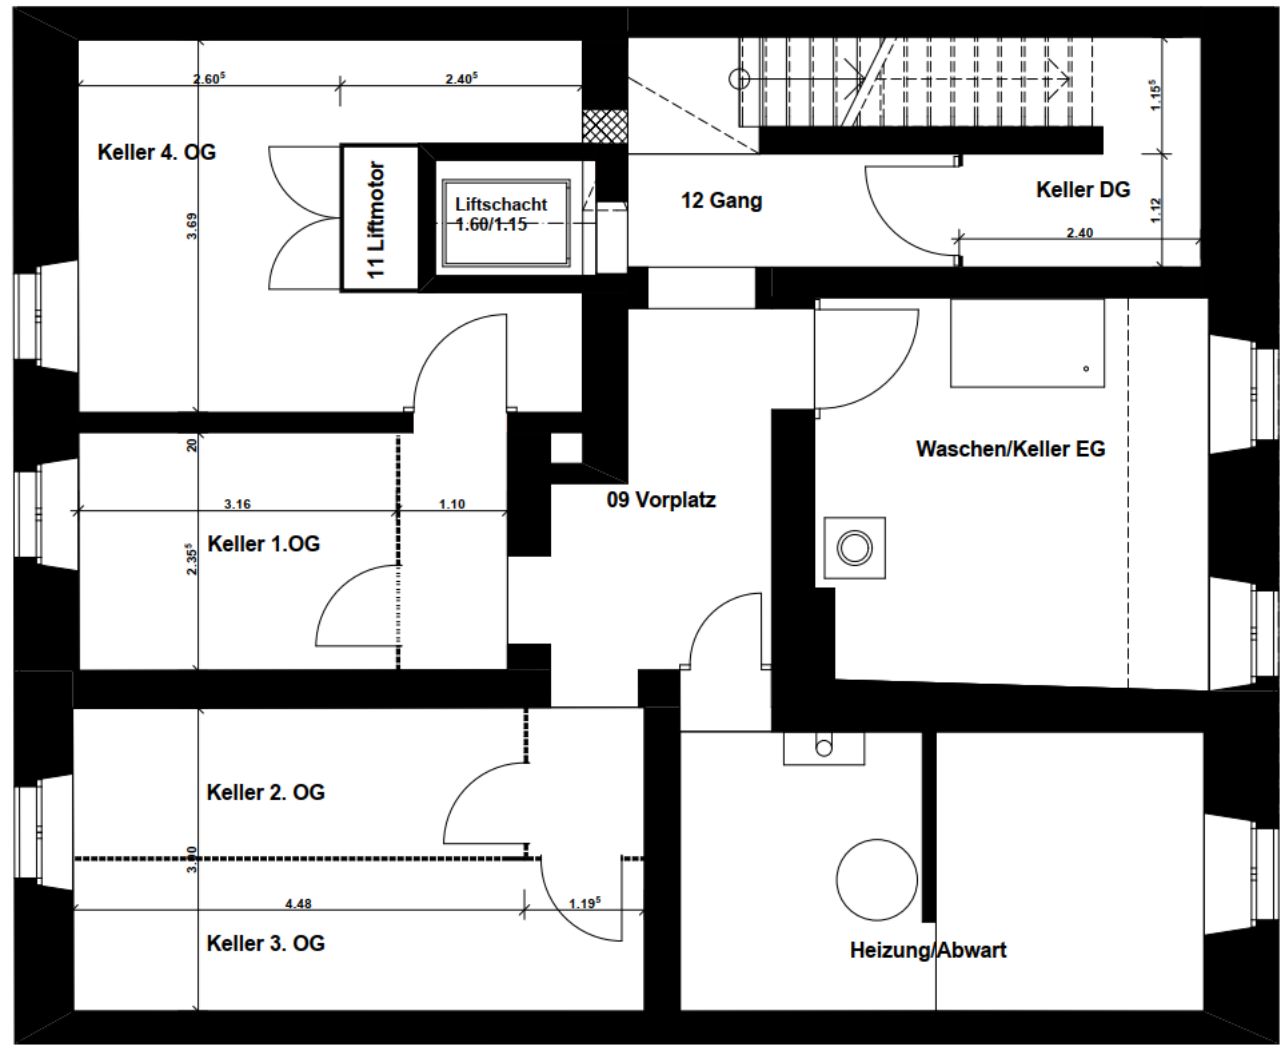 2.60⁵
2.40⁵
1.15⁵
Keller 4. OG
11 Liftmotor
Liftschacht
1.60/1.15
12 Gang
Keller DG
3.69
1.12
2.40
20
3.16
1.10
Keller 1.OG
2.35⁵
09 Vorplatz
Waschen/Keller EG
Keller 2. OG
3.90
4.48
1.19⁵
Keller 3. OG
Heizung/Abwart